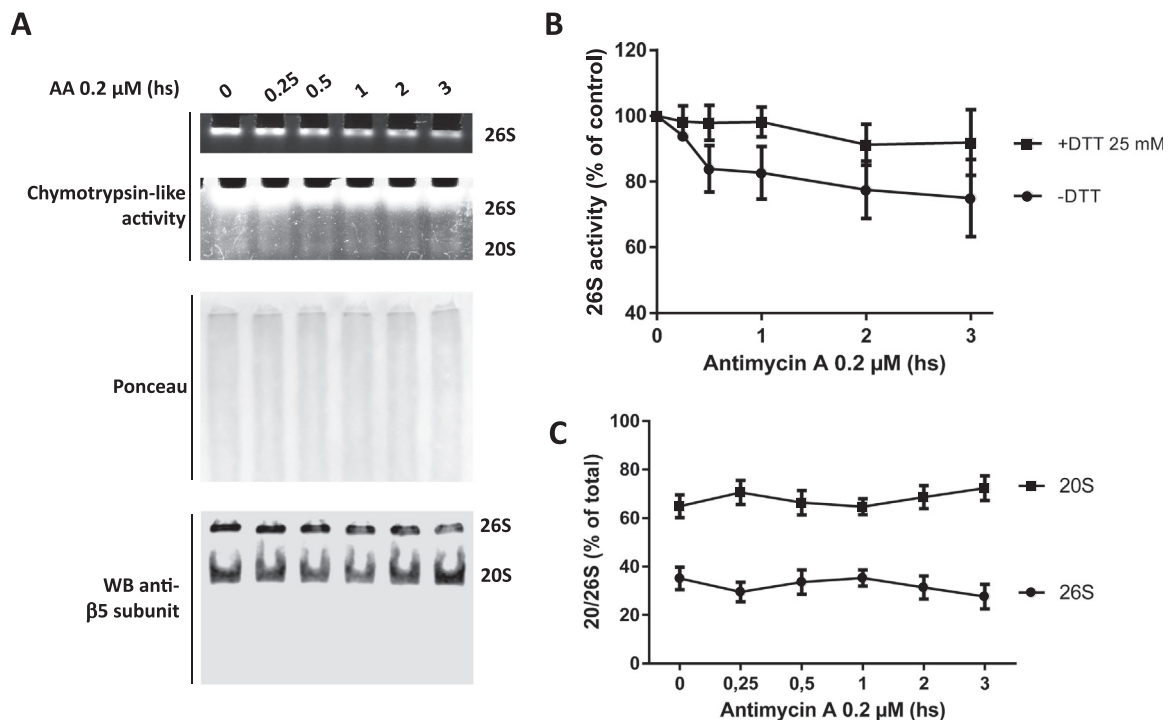 A
AA 0.2 µM (hs)
0 0.25 0.5 1 2 3
26S
Chymotrypsin-like
activity
26S
20S
Ponceau
26S
20S
WB anti-
β5 subunit
B
26S activity (% of control)
120
100
80
60
40
0 1 2 3
Antimycin A 0.2 µM (hs)
+DTT 25 mM
-DTT
C
20/26S (% of total)
100
80
60
40
20
0
0 0,25 0,5 1 2 3
Antimycin A 0.2 µM (hs)
20S
26S